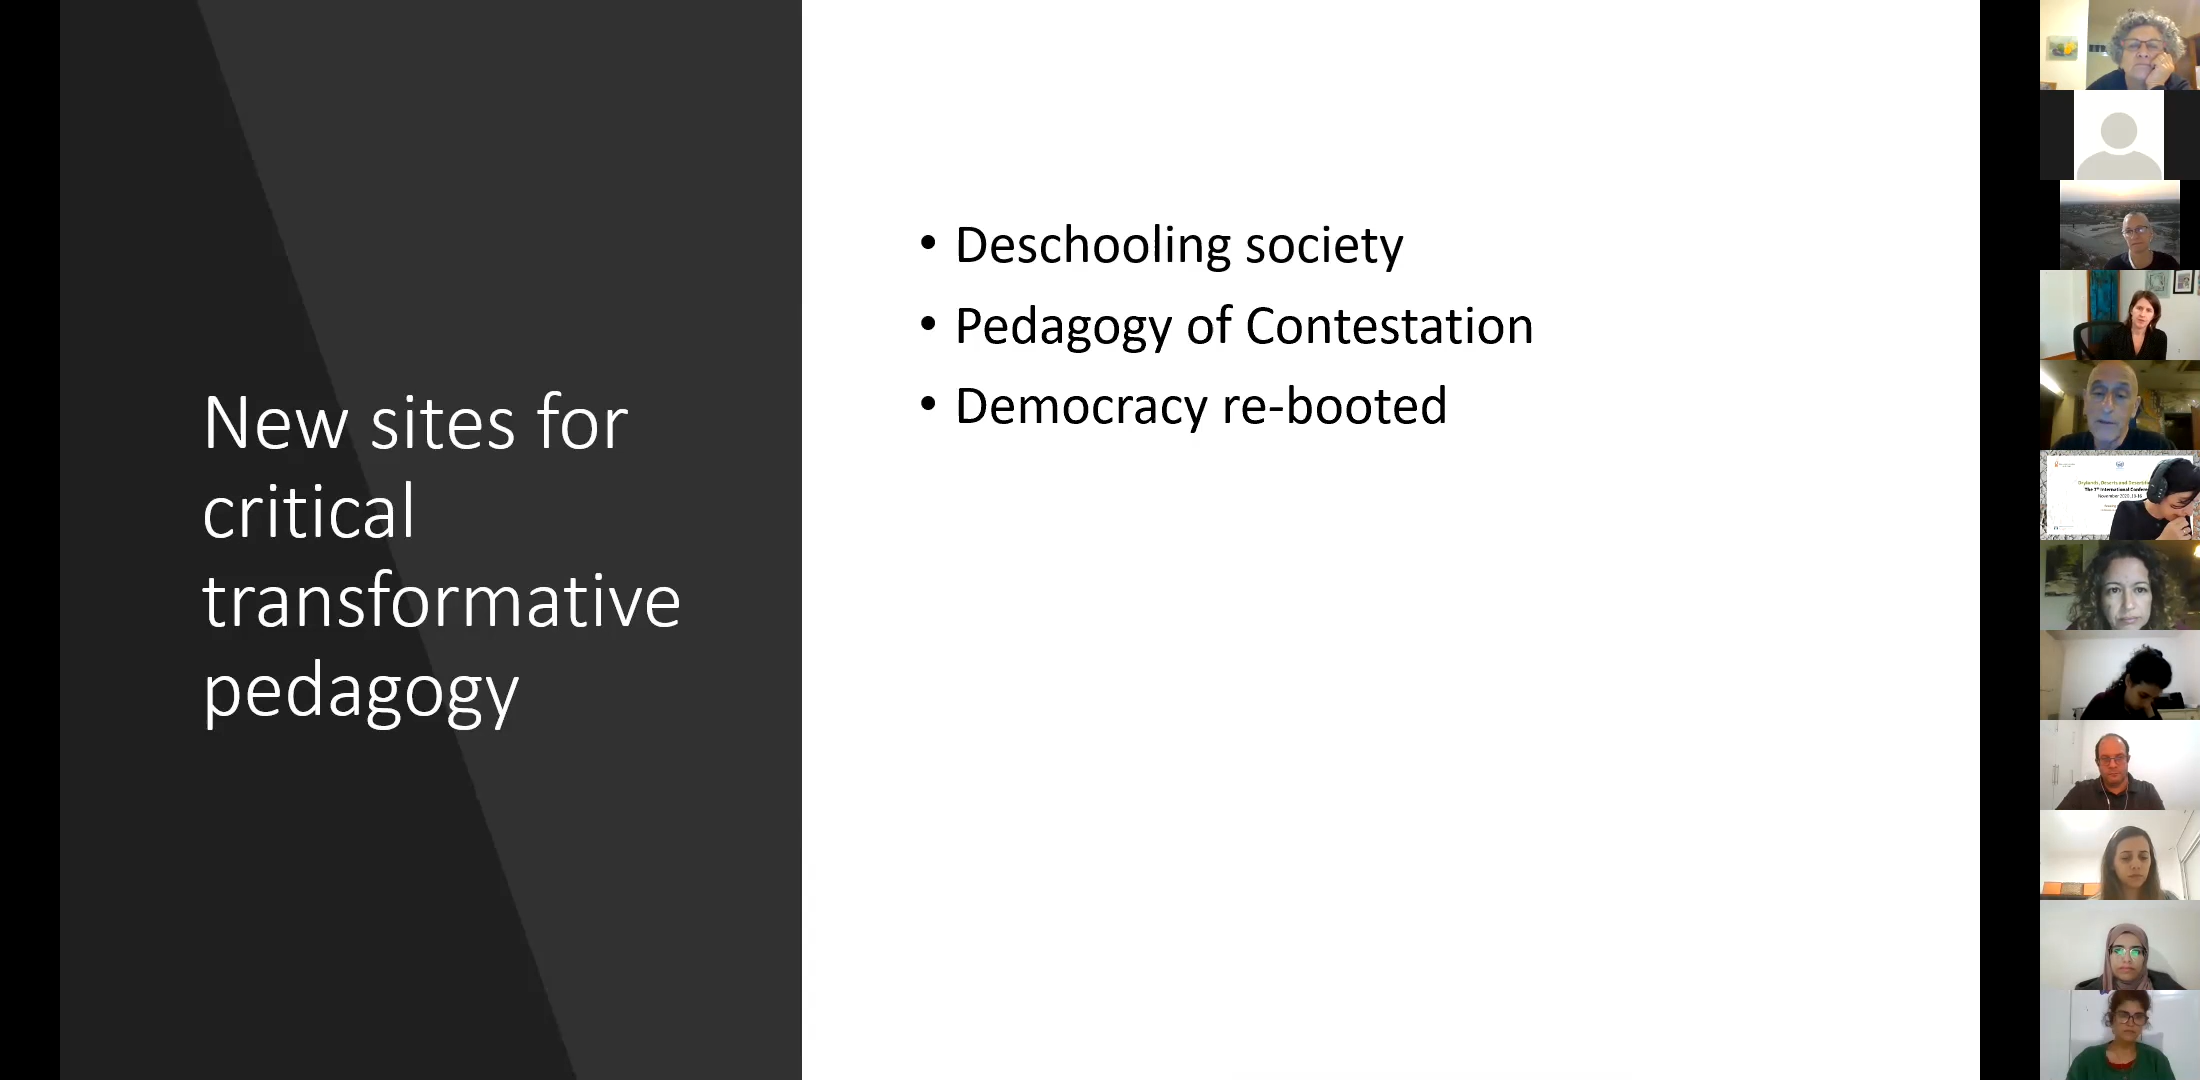 New sites for
critical
transformative
pedagogy
• Deschooling society
• Pedagogy of Contestation
• Democracy re-booted